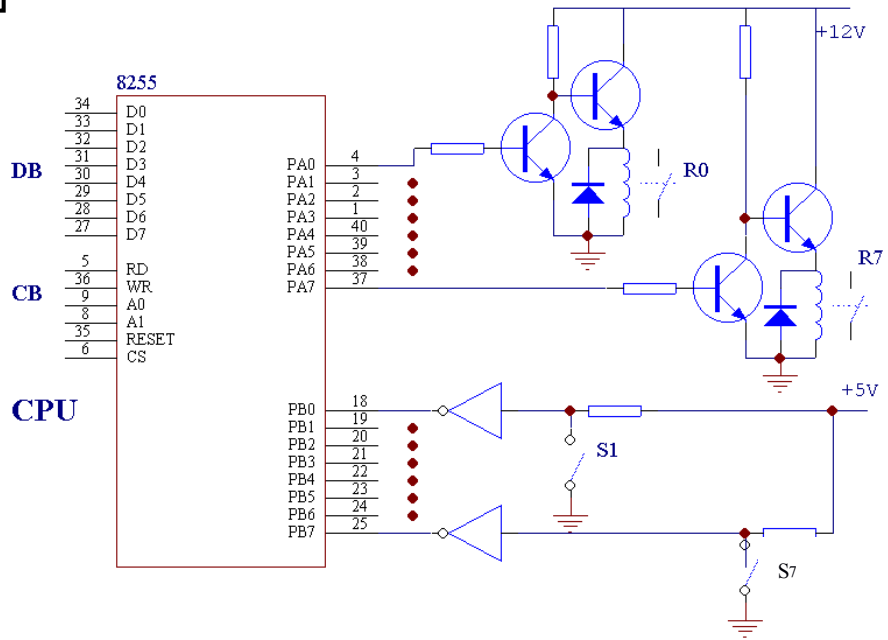 +12V
8255
34 D0
33 D1
32 D2
DB 31 D3 PA0 4
30 D4 PA1 3
29 D5 PA2 2
28 D6 PA3 1
27 D7 PA4 40
PA5 39
5 RD PA6 38
CB 36 WR PA7 37
9 A0
8 A1
35 RESET
6 CS
R0
R7
+5V
CPU
PB0 18
PB1 19
PB2 20
PB3 21
PB4 22
PB5 23
PB6 24
PB7 25
S1
S7